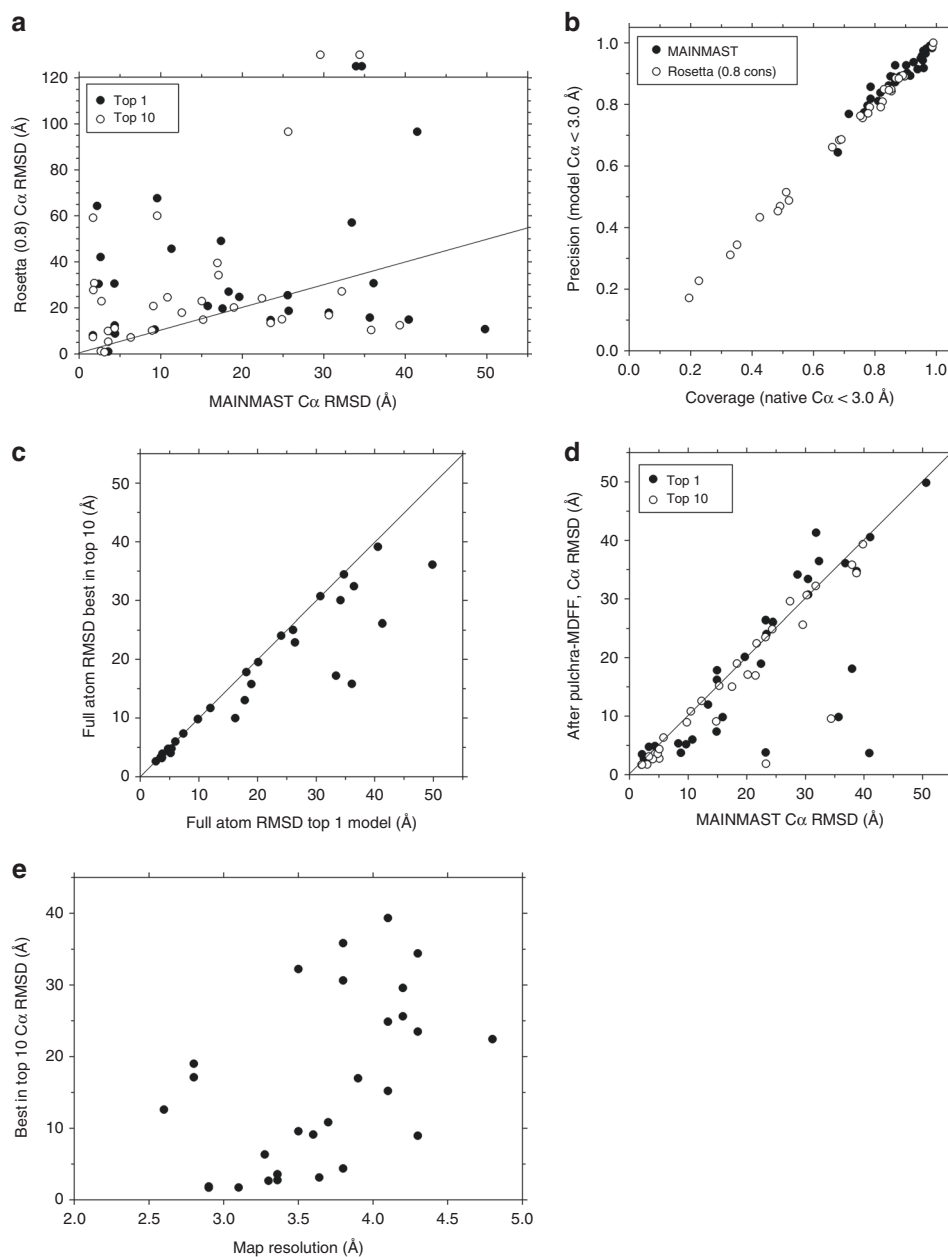 a
120
100
80
60
40
20
0
Top 1
Top 10
Rosetta (0.8) Cα RMSD (Å)
0 10 20 30 40 50
MAINMAST Cα RMSD (Å)
b
1.0
0.8
0.6
0.4
0.2
0.0
MAINMAST
Rosetta (0.8 cons)
Precision (model Cα < 3.0 Å)
0.0 0.2 0.4 0.6 0.8 1.0
Coverage (native Cα < 3.0 Å)
c
50
40
30
20
10
0
Full atom RMSD best in top 10 (Å)
0 10 20 30 40 50
Full atom RMSD top 1 model (Å)
d
50
40
30
20
10
0
Top 1
Top 10
After pulchra-MDFF, Cα RMSD (Å)
0 10 20 30 40 50
MAINMAST Cα RMSD (Å)
e
40
30
20
10
0
Best in top 10 Cα RMSD (Å)
2.0 2.5 3.0 3.5 4.0 4.5 5.0
Map resolution (Å)